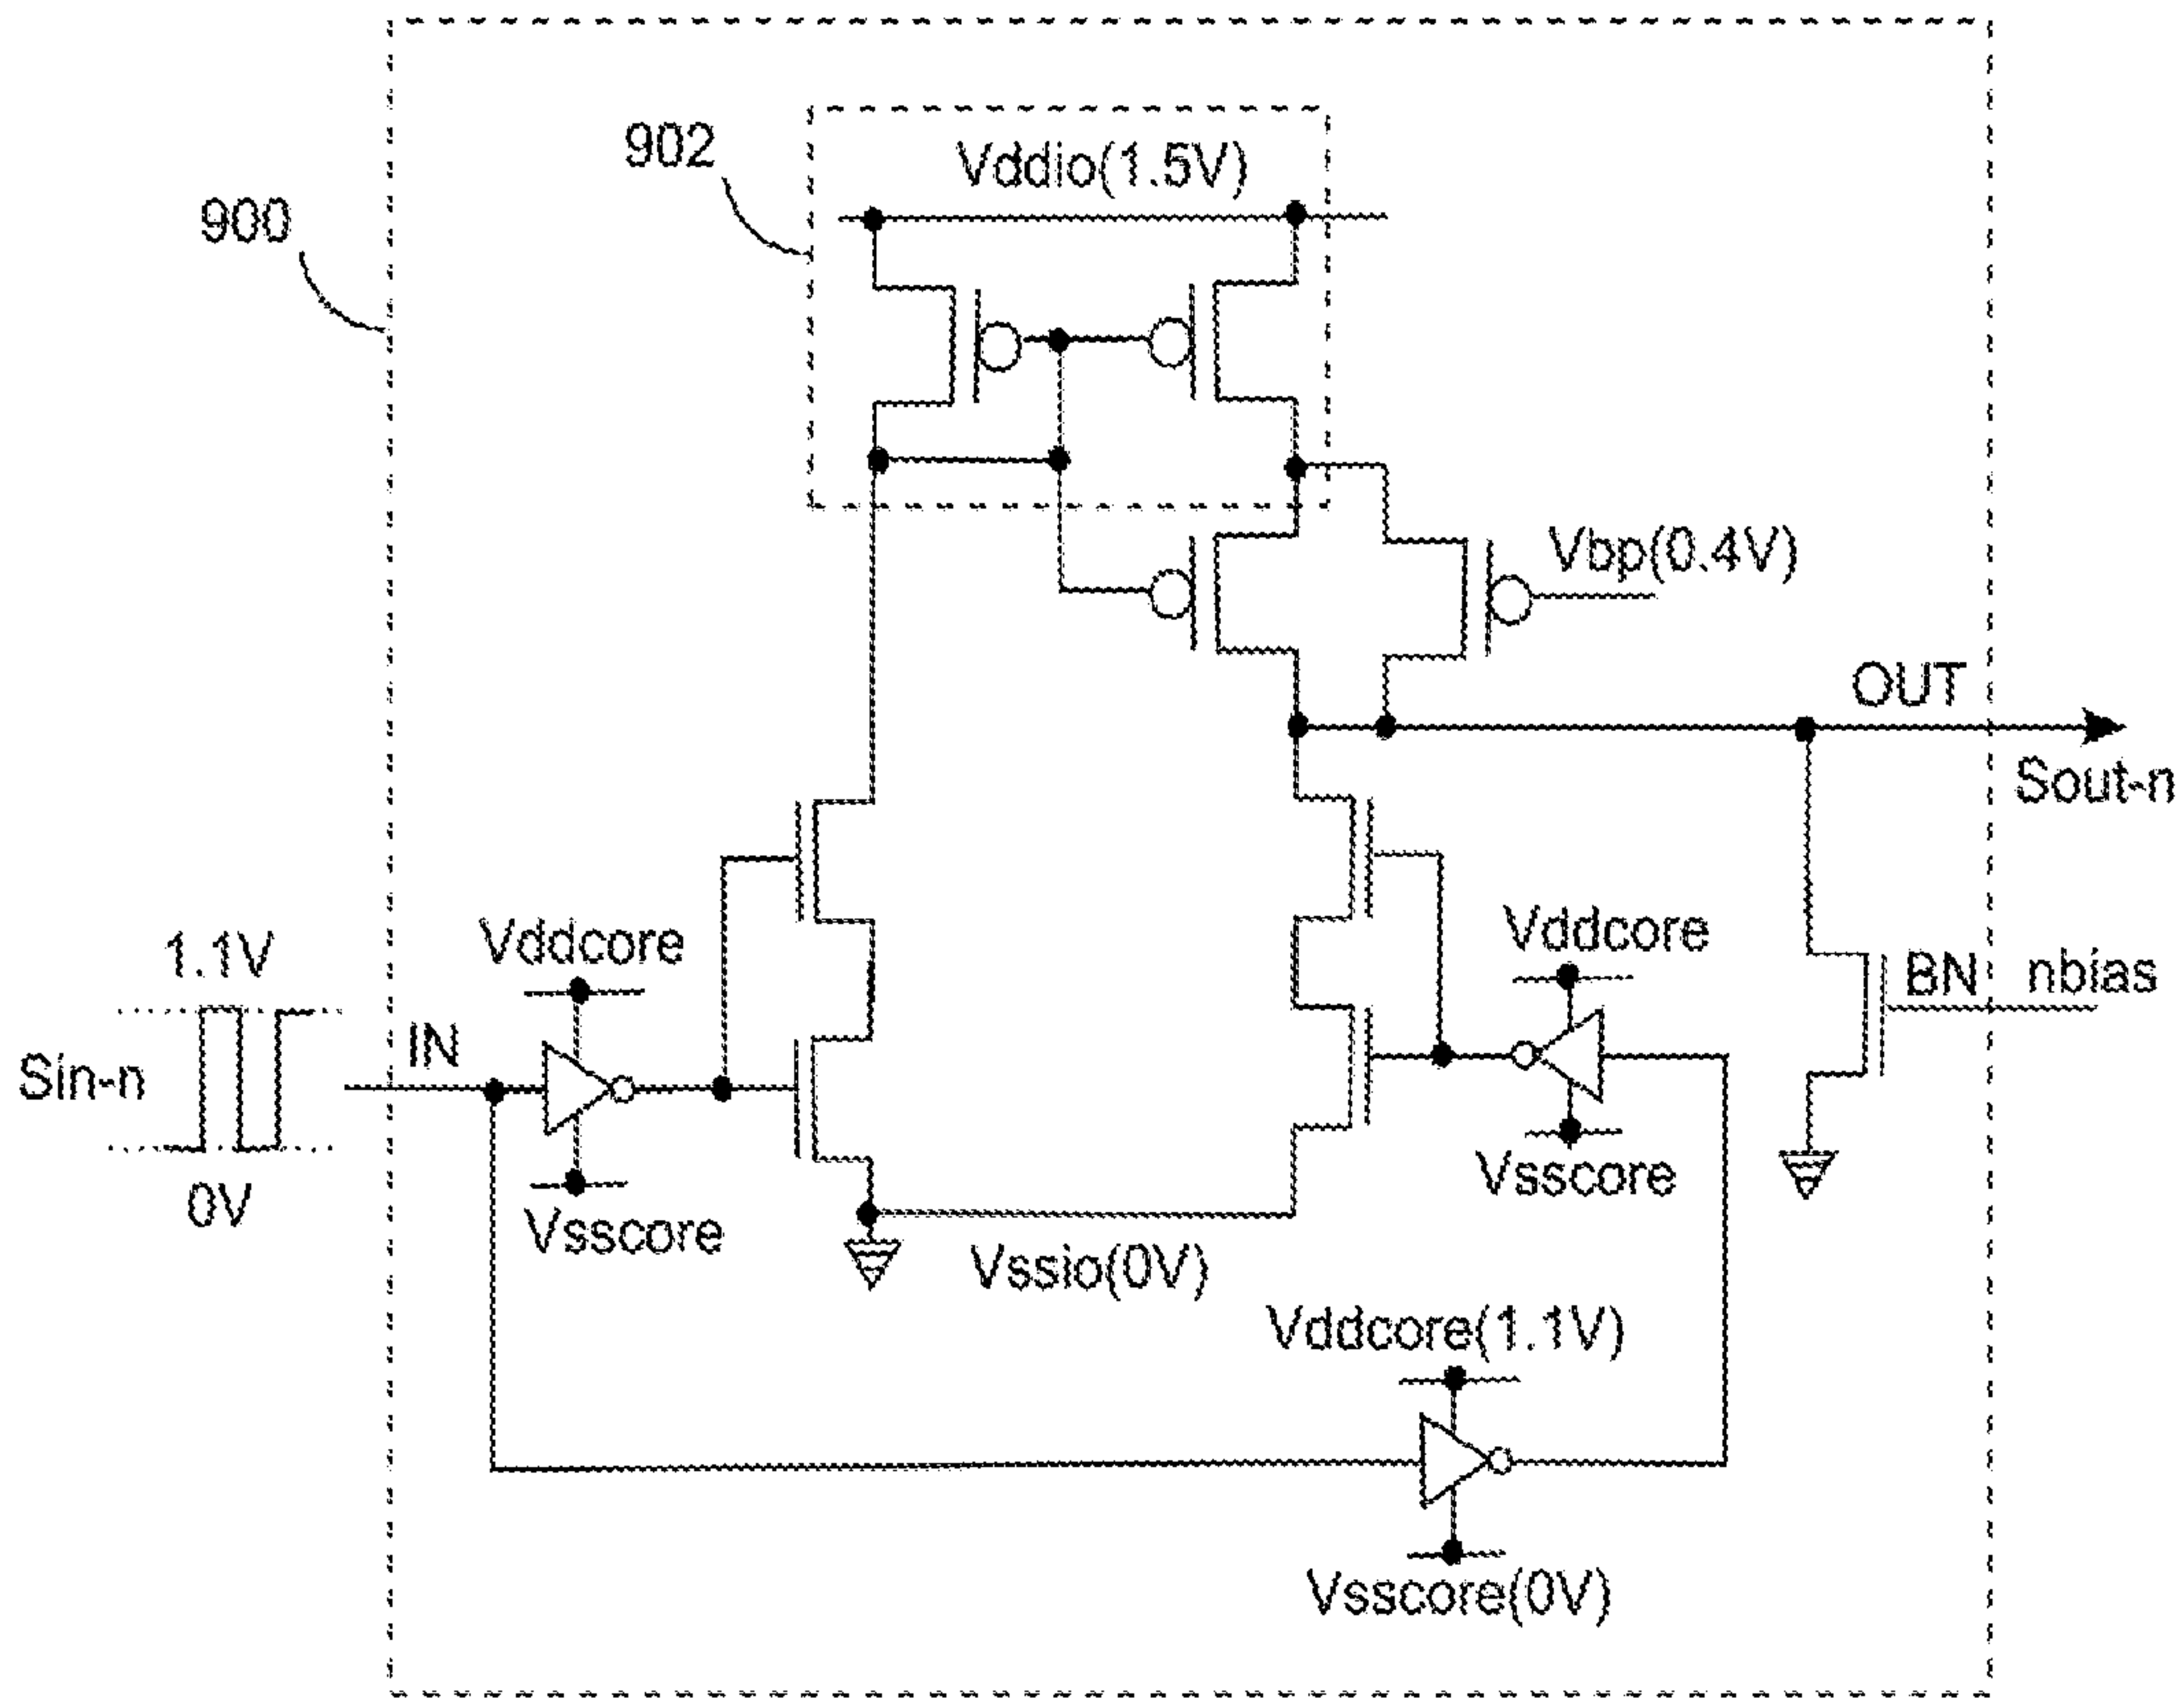 902
Vddio(1.5V)
900
Vbp(0.4V)
OUT
Sout-n
Vddcore
Vddcore
1.1V
BN
nbias
IN
Sin-n
Vsscore
0V
Vsscore
Vssio(0V)
Vddcore(1.1V)
Vsscore(0V)